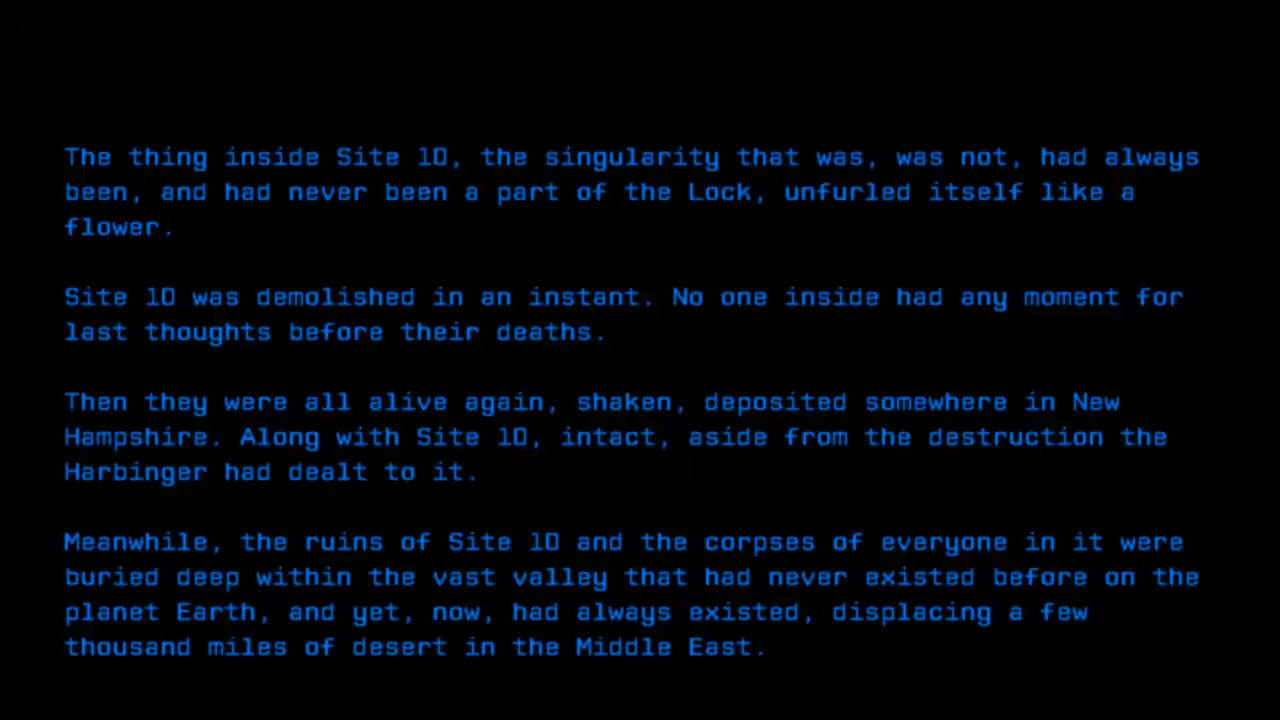 The thing inside Site 10, the singularity that was, was not, had always
been, and had never been a part of the Lock, unfurled itself like a
flower.
Site 10 was demolished in an instant. No one inside had any moment for
last thoughts before their deaths.
Then they were all alive again, shaken, deposited somewhere in New
Hampshire. Along with Site 10, intact, aside from the destruction the
Harbinger had dealt to it.
Meanwhile, the ruins of Site 10 and the corpses of everyone in it were
buried deep within the vast valley that had never existed before on the
planet Earth, and yet, now, had always existed, displacing a few
thousand miles of desert in the Middle East.